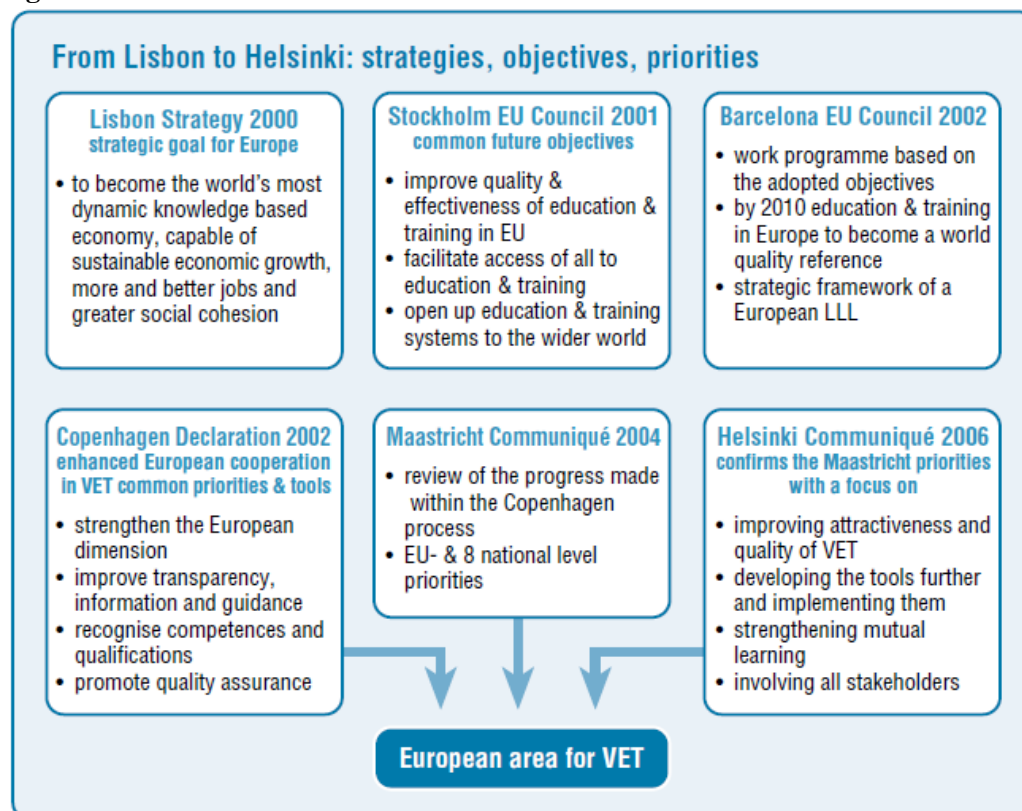 From Lisbon to Helsinki: strategies, objectives, priorities
Lisbon Strategy 2000
strategic goal for Europe
• to become the world's most
dynamic knowledge based
economy, capable of
sustainable economic growth,
more and better jobs and
greater social cohesion
Stockholm EU Council 2001
common future objectives
• improve quality &
effectiveness of education &
training in EU
• facilitate access of all to
education & training
• open up education & training
systems to the wider world
Barcelona EU Council 2002
• work programme based on
the adopted objectives
• by 2010 education & training
in Europe to become a world
quality reference
• strategic framework of a
European LLL
Copenhagen Declaration 2002
enhanced European cooperation
in VET common priorities & tools
• strengthen the European
dimension
• improve transparency,
information and guidance
• recognise competences and
qualifications
• promote quality assurance
Maastricht Communiqué 2004
• review of the progress made
within the Copenhagen
process
• EU- & 8 national level
priorities
Helsinki Communiqué 2006
confirms the Maastricht priorities
with a focus on
• improving attractiveness and
quality of VET
• developing the tools further
and implementing them
• strengthening mutual
learning
• involving all stakeholders
European area for VET